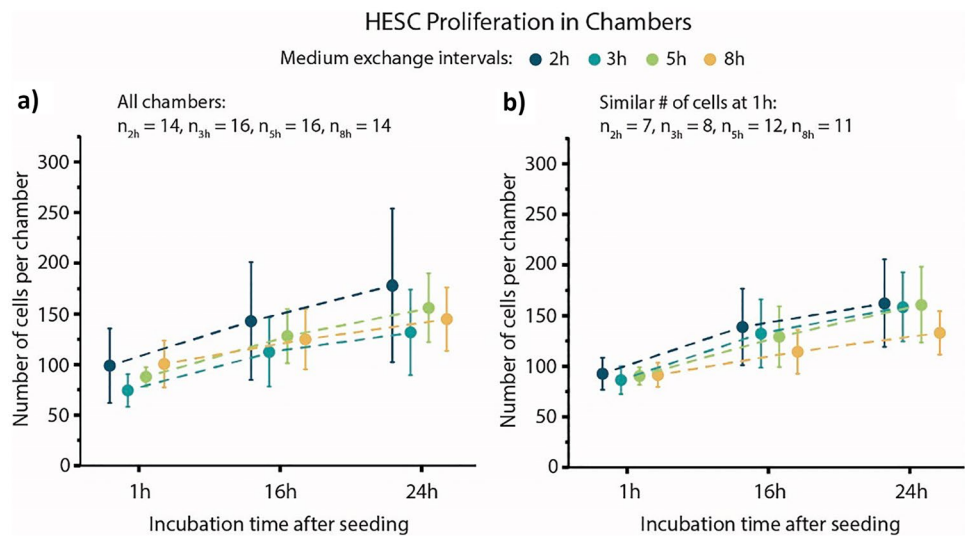 HESC Proliferation in Chambers
Medium exchange intervals: 2h 3h 5h 8h
a)
All chambers:
n2h = 14, n3h = 16, n5h = 16, n8h = 14
Number of cells per chamber
300
250
200
150
100
50
0
1h 16h 24h
Incubation time after seeding
b)
Similar # of cells at 1h:
n2h = 7, n3h = 8, n5h = 12, n8h = 11
Number of cells per chamber
300
250
200
150
100
50
0
1h 16h 24h
Incubation time after seeding